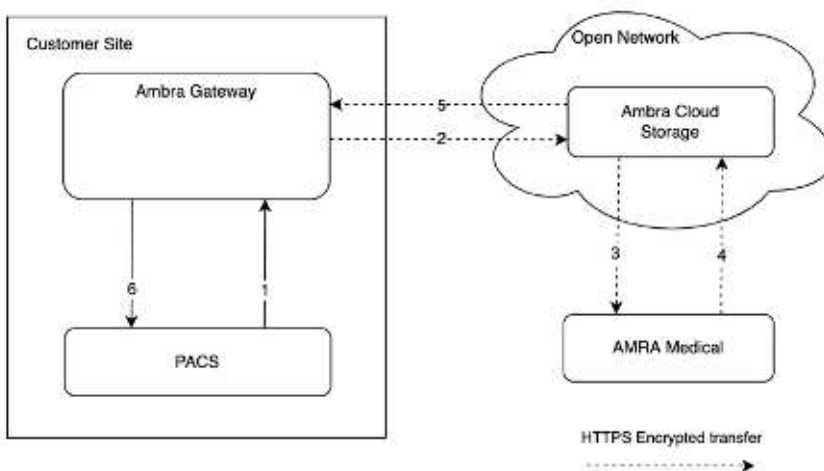 Customer Site
Open Network
Ambra Gateway
Ambra Cloud
Storage
5
2
3
4
6
1
PACS
AMRA Medical
HTTPS Encrypted transfer